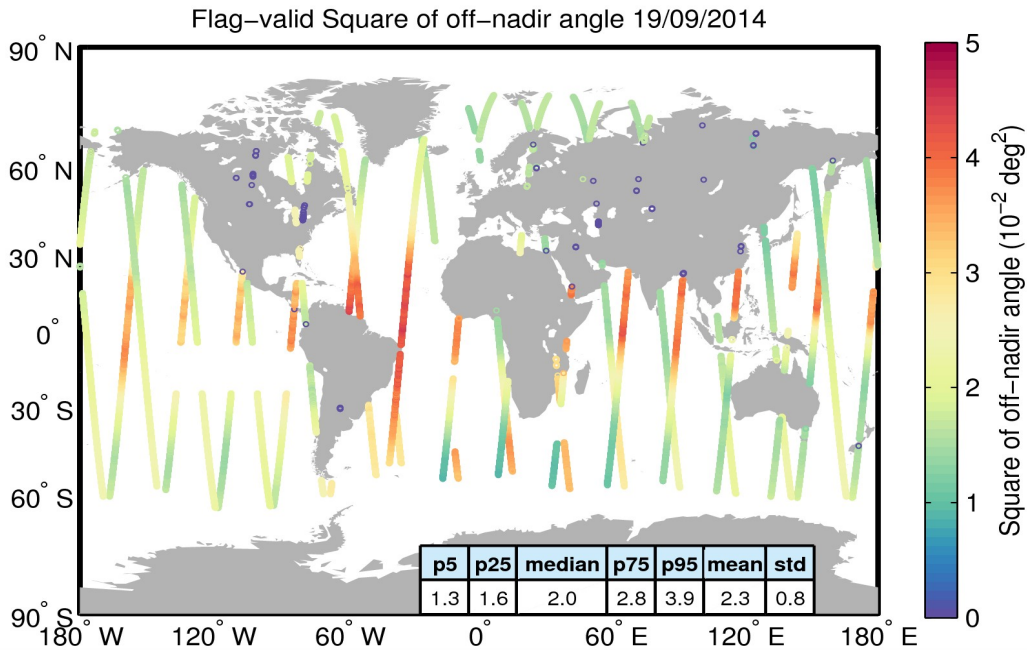 Flag−valid Square of off−nadir angle 19/09/2014
90° N
60° N
30° N
0°
30° S
60° S
90° S
180° W
120° W
60° W
0°
60° E
120° E
180° E
p5 p25 median p75 p95 mean std
1.3 1.6 2.0 2.8 3.9 2.3 0.8
5
4
3
2
1
0
Square of off−nadir angle (10⁻² deg²)